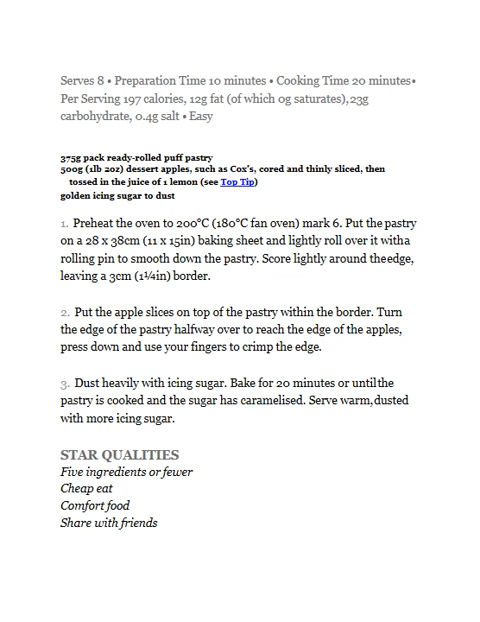 Serves 8 • Preparation Time 10 minutes • Cooking Time 20 minutes•
Per Serving 197 calories, 12g fat (of which 0g saturates), 23g
carbohydrate, 0.4g salt • Easy
375g pack ready-rolled puff pastry
500g (1lb 2oz) dessert apples, such as Cox's, cored and thinly sliced, then
tossed in the juice of 1 lemon (see Top Tip)
golden icing sugar to dust
1. Preheat the oven to 200°C (180°C fan oven) mark 6. Put the pastry
on a 28 x 38cm (11 x 15in) baking sheet and lightly roll over it with a
rolling pin to smooth down the pastry. Score lightly around the edge,
leaving a 3cm (1¼in) border.
2. Put the apple slices on top of the pastry within the border. Turn
the edge of the pastry halfway over to reach the edge of the apples,
press down and use your fingers to crimp the edge.
3. Dust heavily with icing sugar. Bake for 20 minutes or until the
pastry is cooked and the sugar has caramelised. Serve warm, dusted
with more icing sugar.
STAR QUALITIES
Five ingredients or fewer
Cheap eat
Comfort food
Share with friends